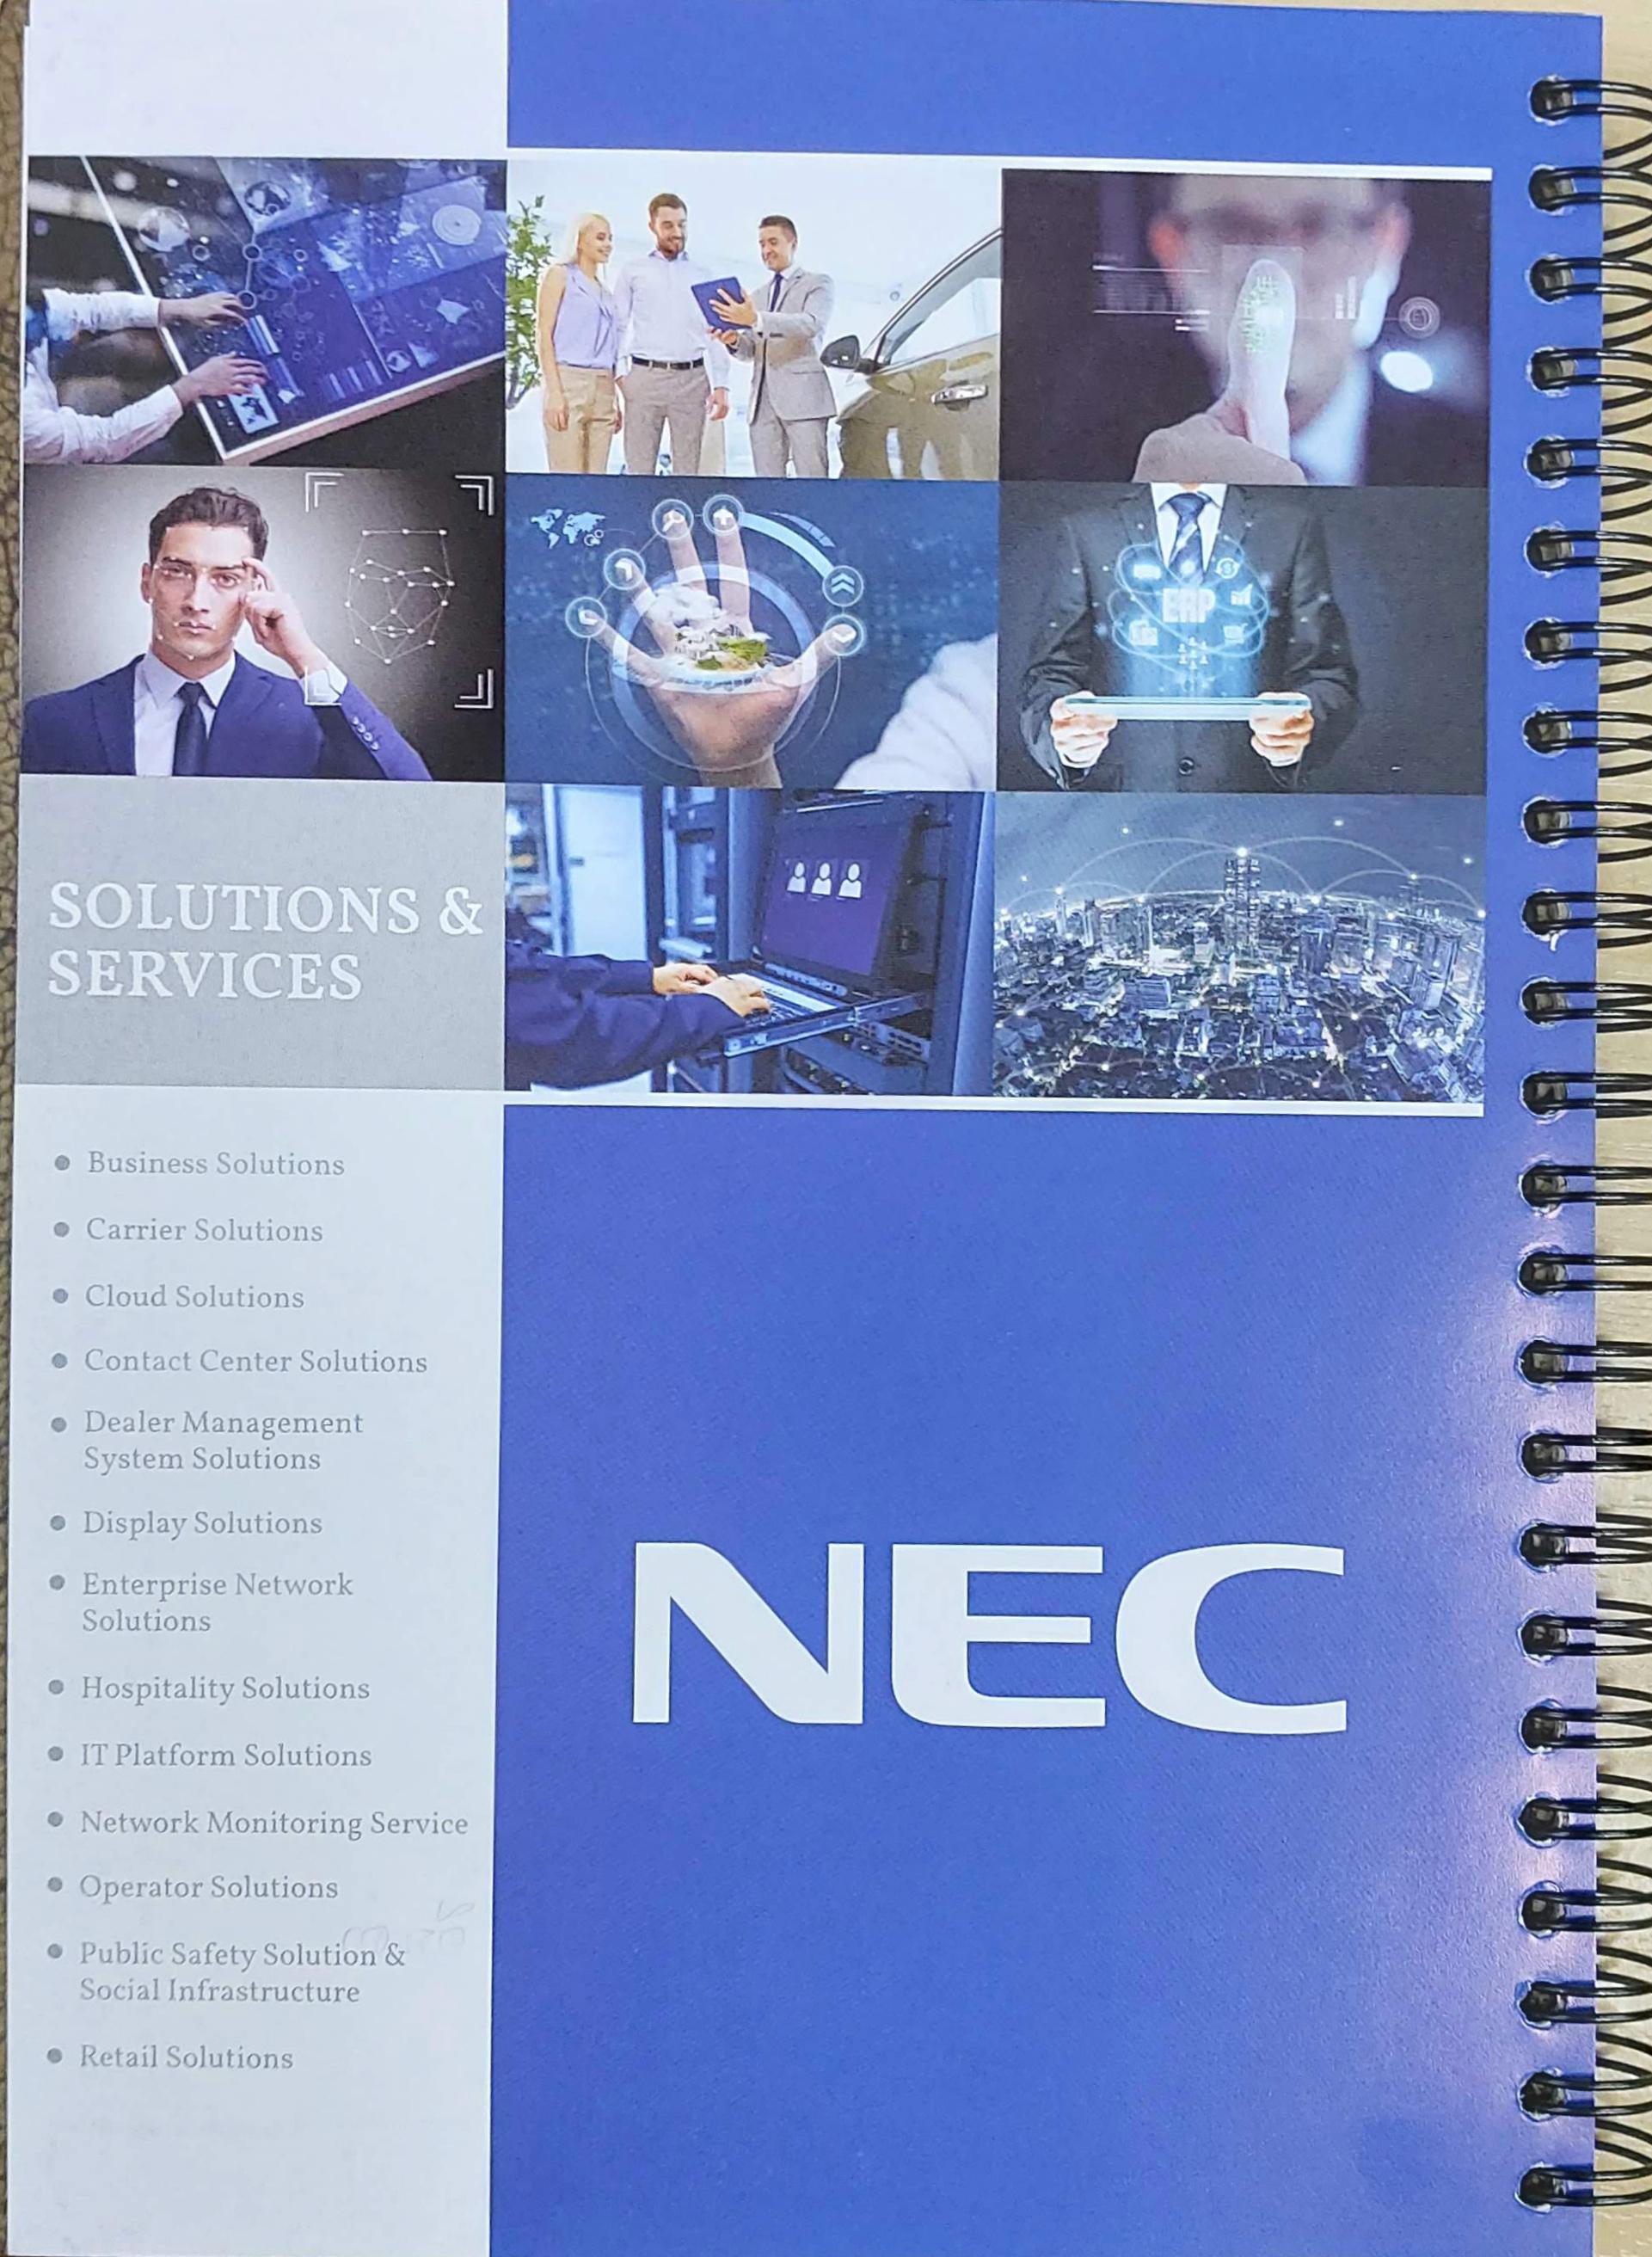 ERP
SOLUTIONS &
SERVICES
Business Solutions
Carrier Solutions
Cloud Solutions
Contact Center Solutions
Dealer Management
System Solutions
Display Solutions
Enterprise Network
Solutions
Hospitality Solutions
IT Platform Solutions
Network Monitoring Service
Operator Solutions
Public Safety Solution &
Social Infrastructure
Retail Solutions
NEC